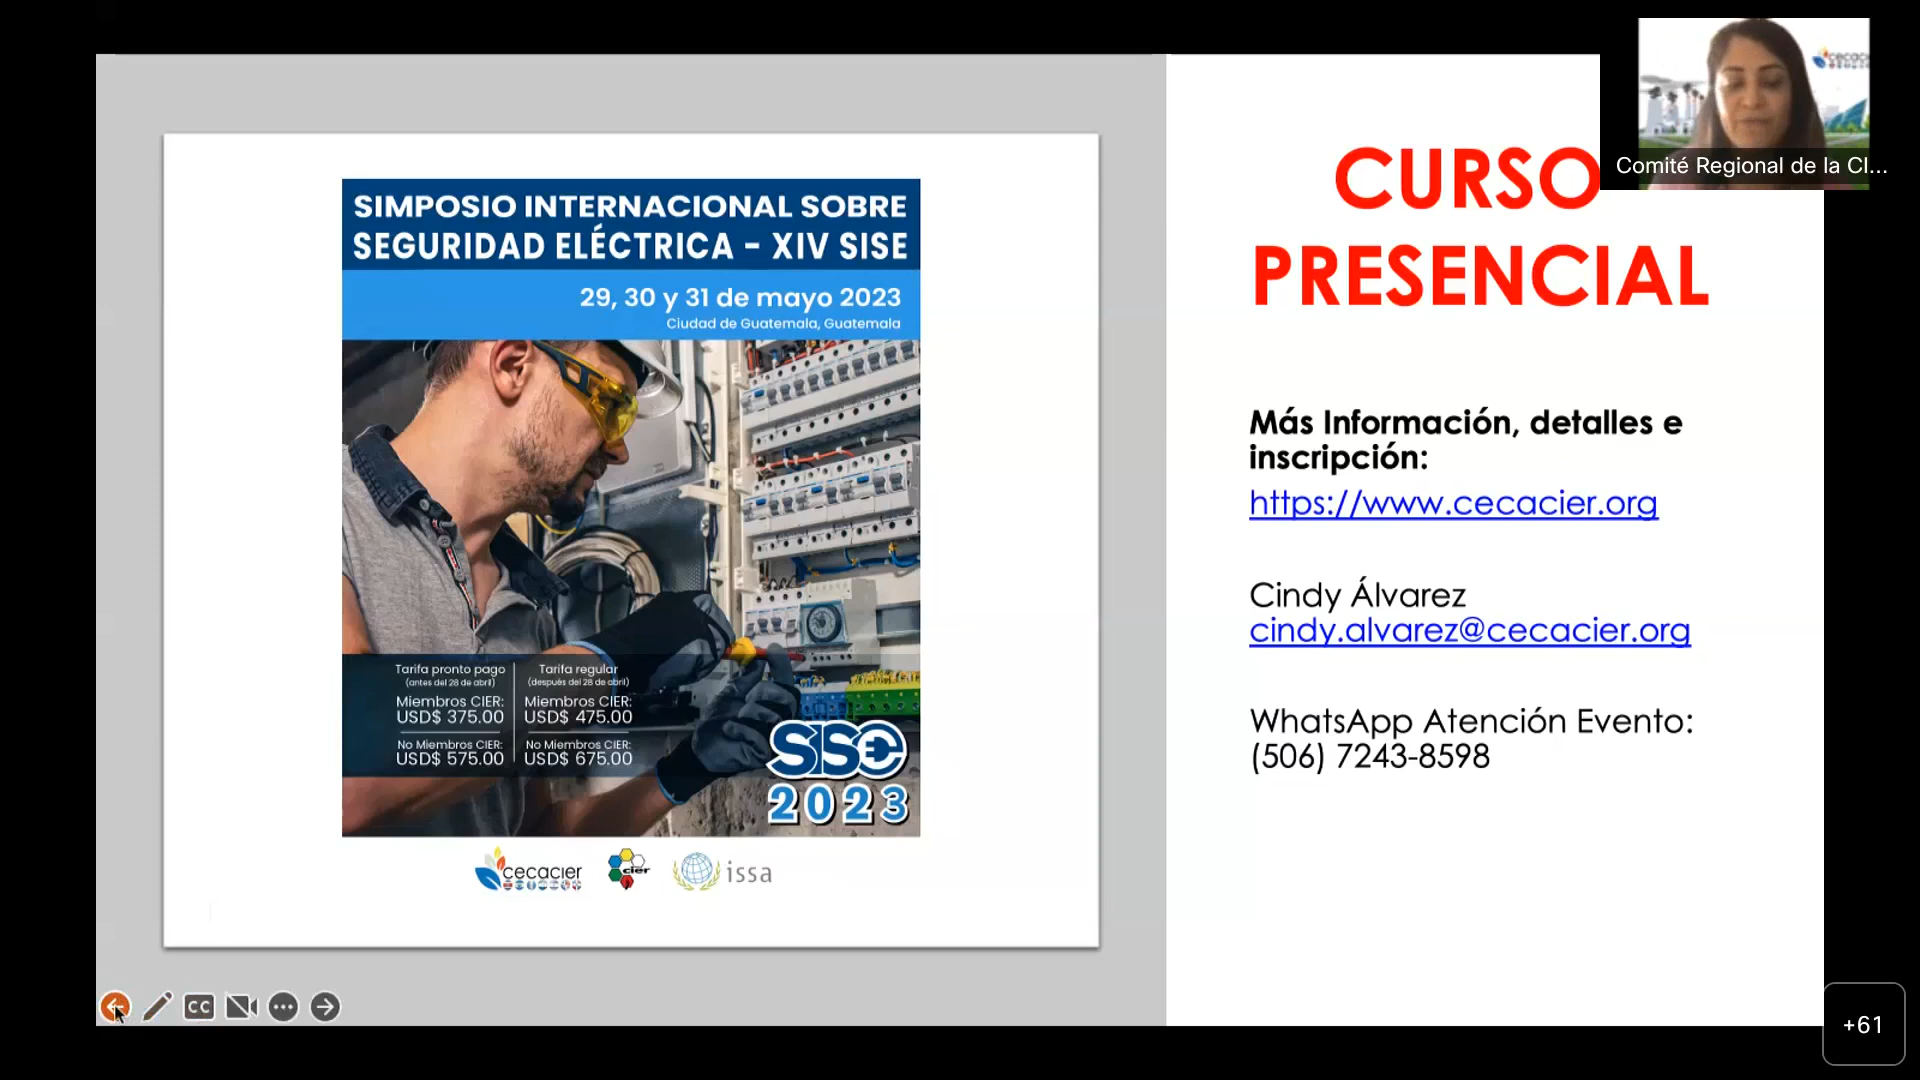 SIMPOSIO INTERNACIONAL SOBRE
SEGURIDAD ELÉCTRICA - XIV SISE
29, 30 y 31 de mayo 2023
Ciudad de Guatemala, Guatemala
Tarifa pronto pago
(antes del 28 de abril)
Miembros CIER:
USD$ 375.00
No Miembros CIER:
USD$ 575.00
Tarifa regular
(después del 28 de abril)
Miembros CIER:
USD$ 475.00
No Miembros CIER:
USD$ 675.00
SISE
2023
cecacier
cier
issa
CURSO
PRESENCIAL
Más Información, detalles e
inscripción:
https://www.cecacier.org
Cindy Álvarez
cindy.alvarez@cecacier.org
WhatsApp Atención Evento:
(506) 7243-8598
cecaci
Comité Regional de la CI...
CC
+61